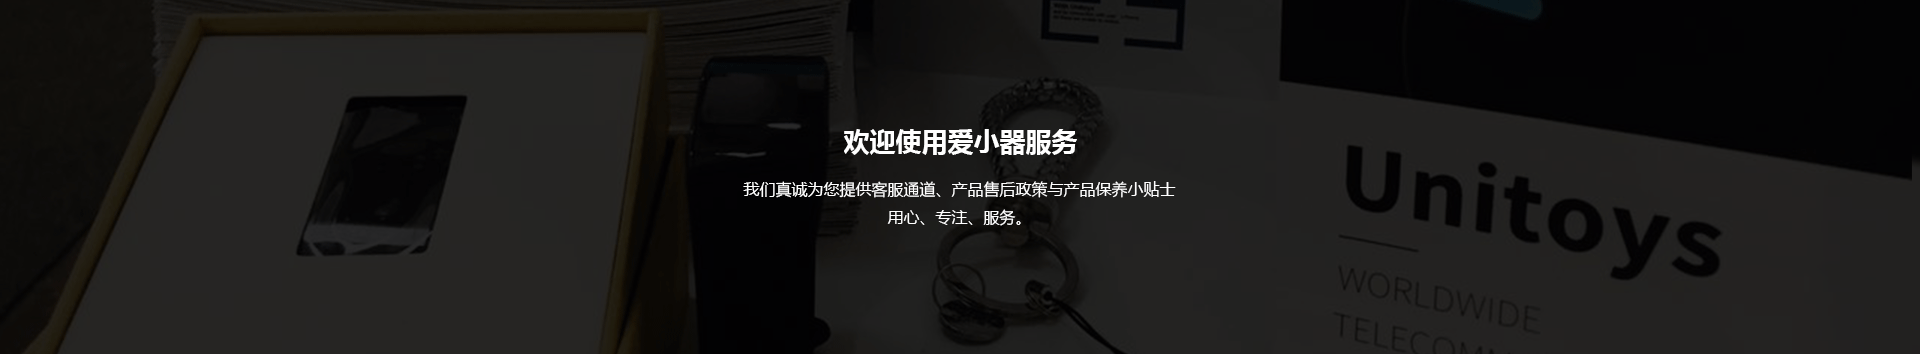 欢迎使用爱小器服务
我们真诚为您提供客服通道、产品售后政策与产品保养小贴士
用心、专注、服务。
Unitoys
WORLDWIDE